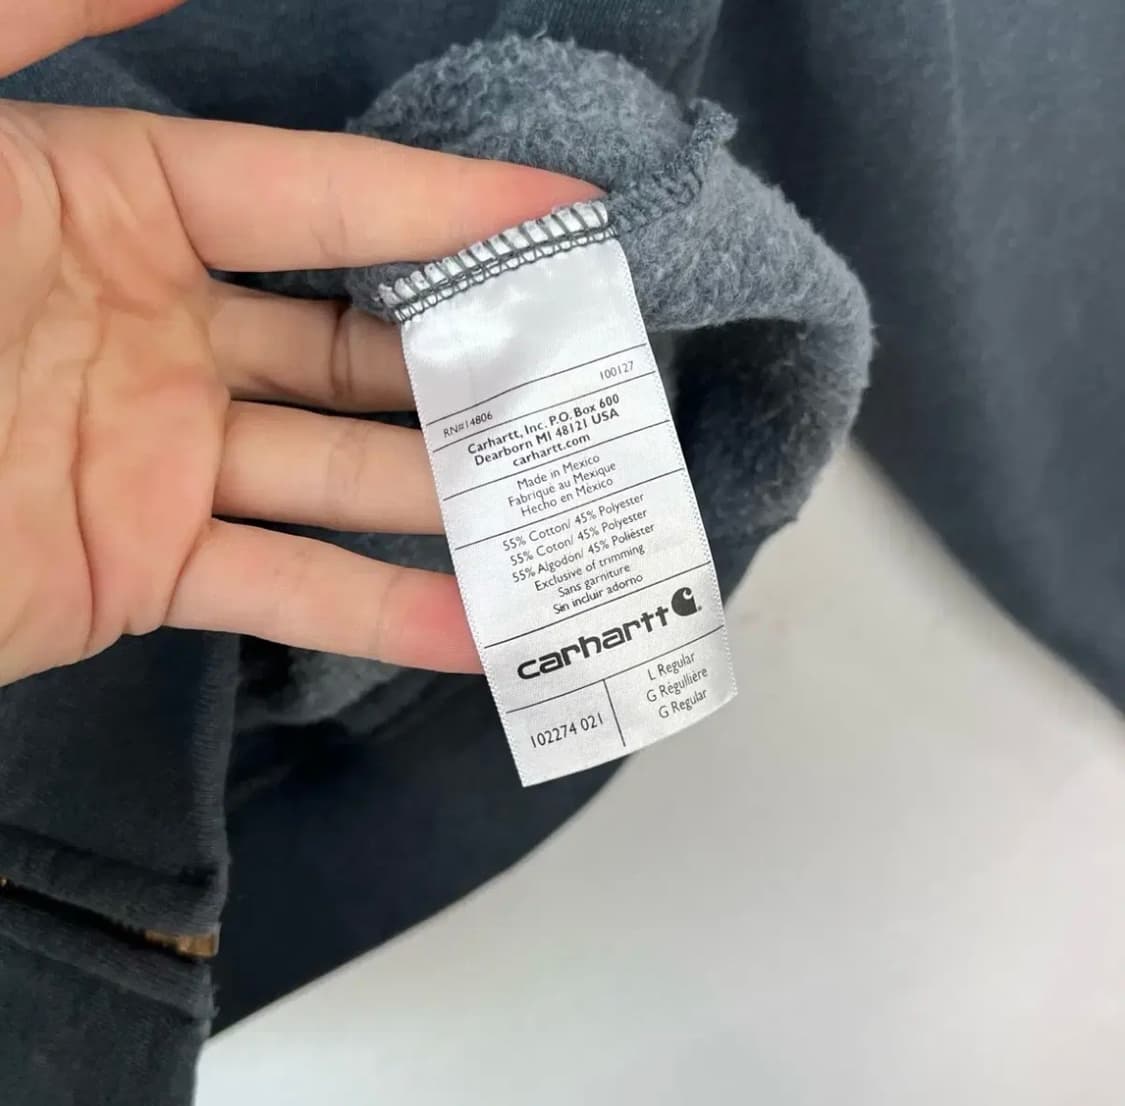 RN#14806 100127
Carhartt, Inc. P.O. Box 600
Dearborn MI 48121 USA
carhartt.com
Made in Mexico
Fabriqué au Mexique
Hecho en México
55% Cotton/ 45% Polyester
55% Coton/ 45% Polyester
55% Algodon/ 45% Poliéster
Exclusive of trimming
Sans garniture
Sin incluir adorno
carhartt
102274 021
L Regular
G Régullière
G Regular